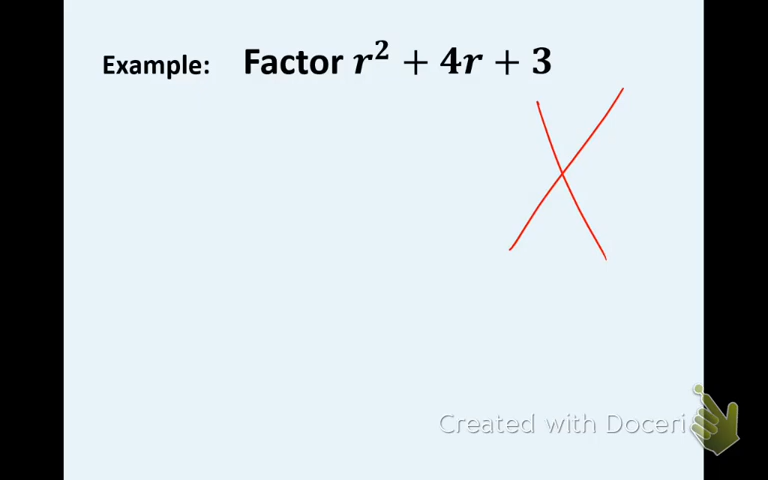 Example: Factor r² + 4r + 3
Created with Doceri